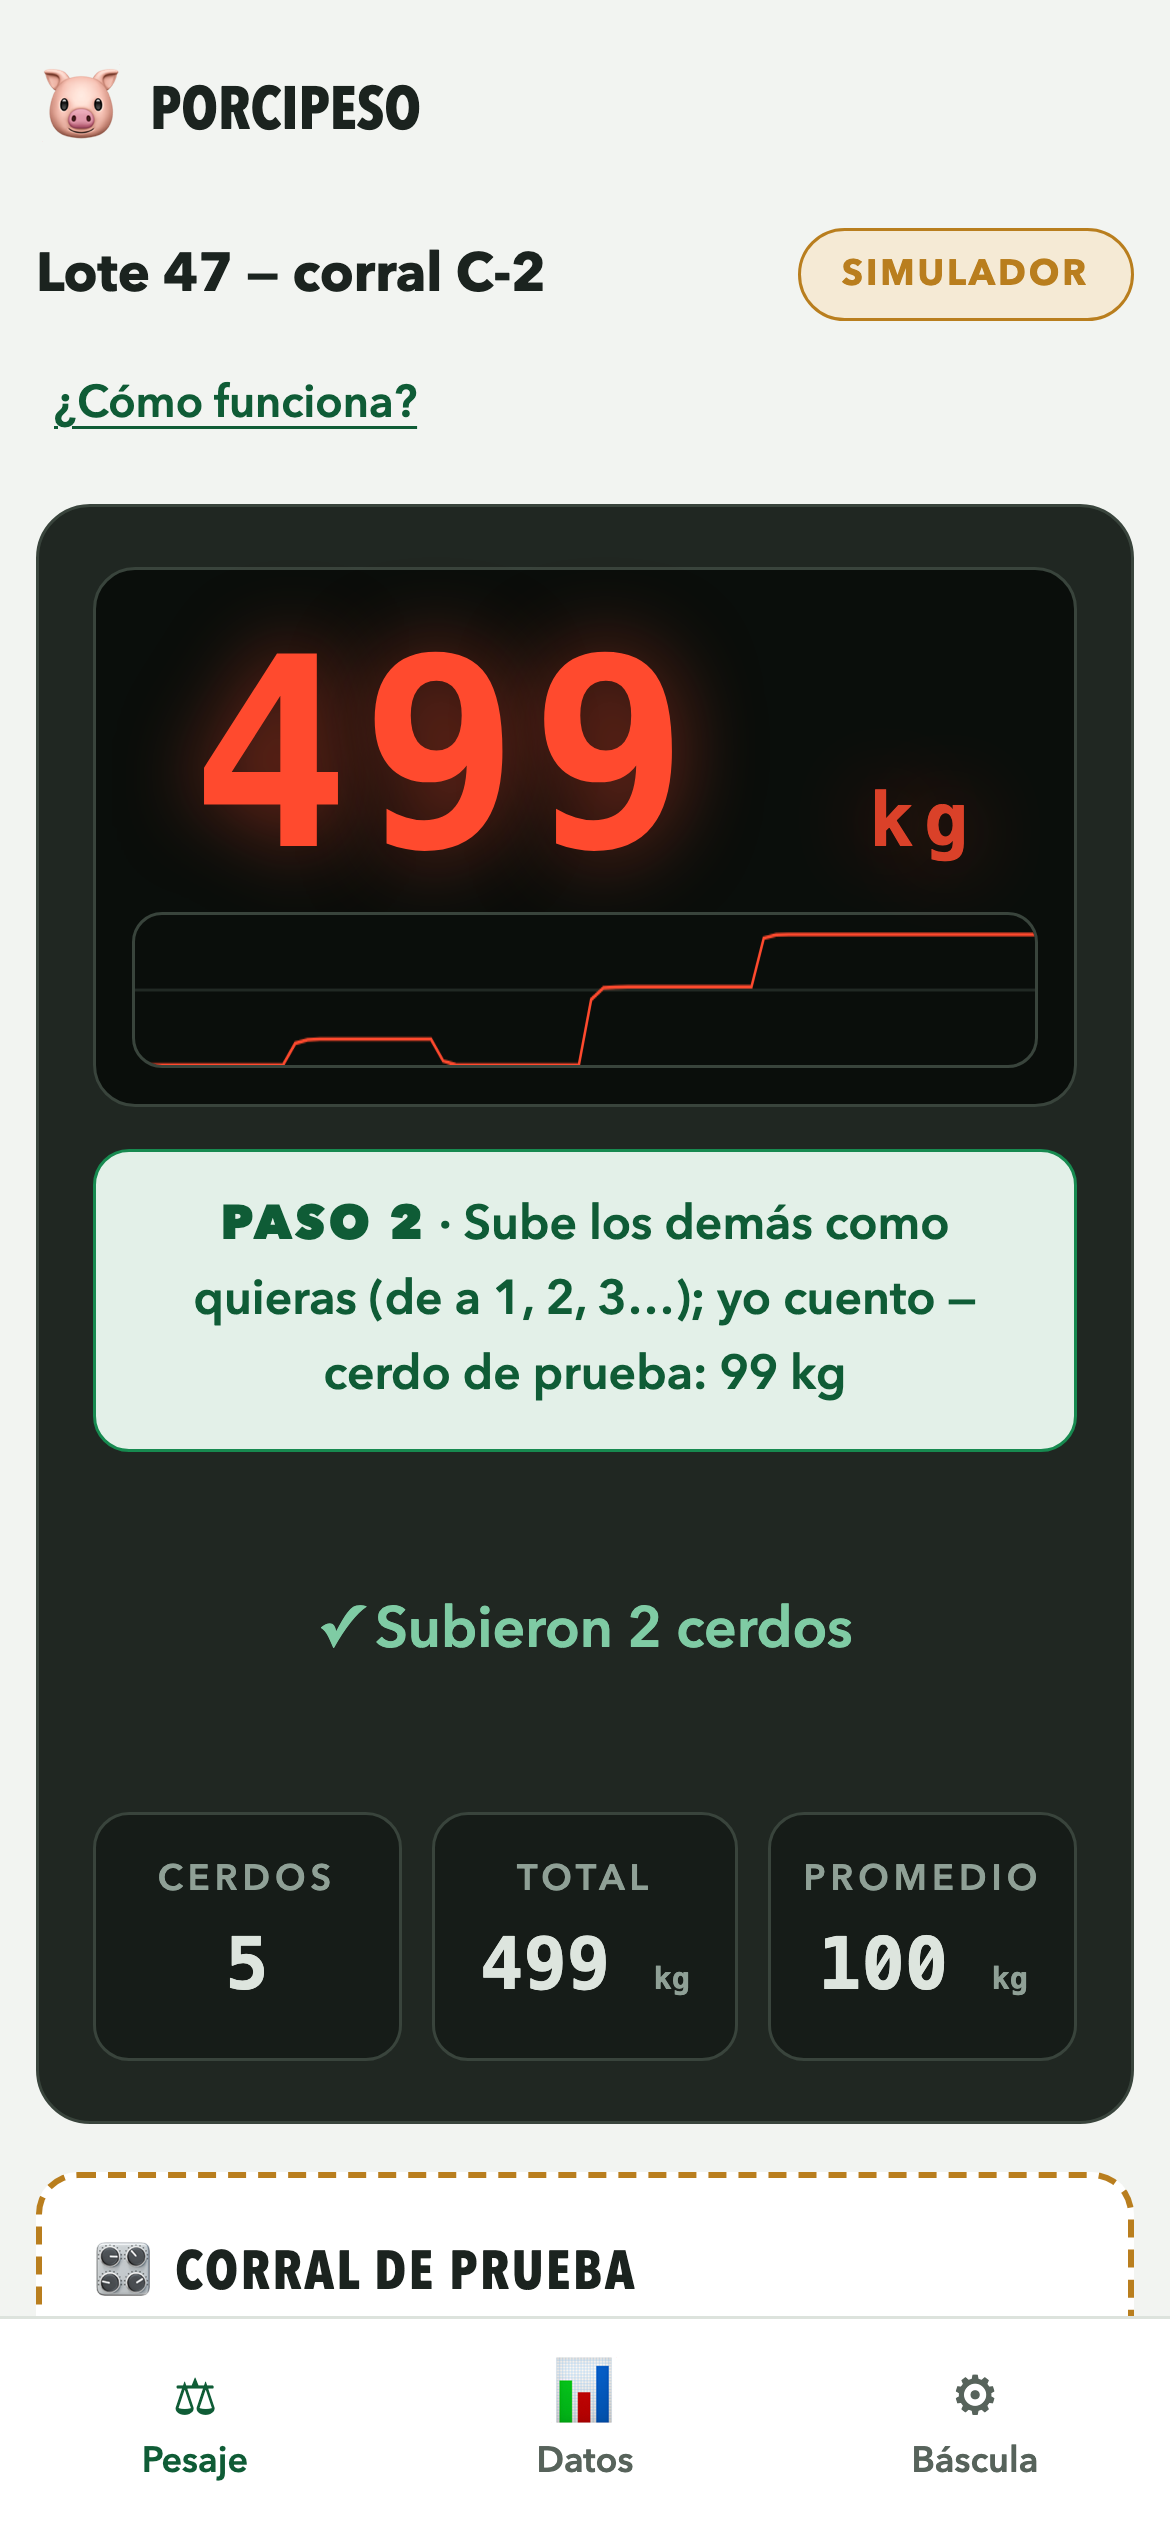 PORCIPESO
Lote 47 – corral C-2
SIMULADOR
¿Cómo funciona?
499 kg
PASO 2 · Sube los demás como
quieras (de a 1, 2, 3…); yo cuento —
cerdo de prueba: 99 kg
✓ Subieron 2 cerdos
CERDOS
5
TOTAL
499 kg
PROMEDIO
100 kg
CORRAL DE PRUEBA
Pesaje
Datos
Báscula